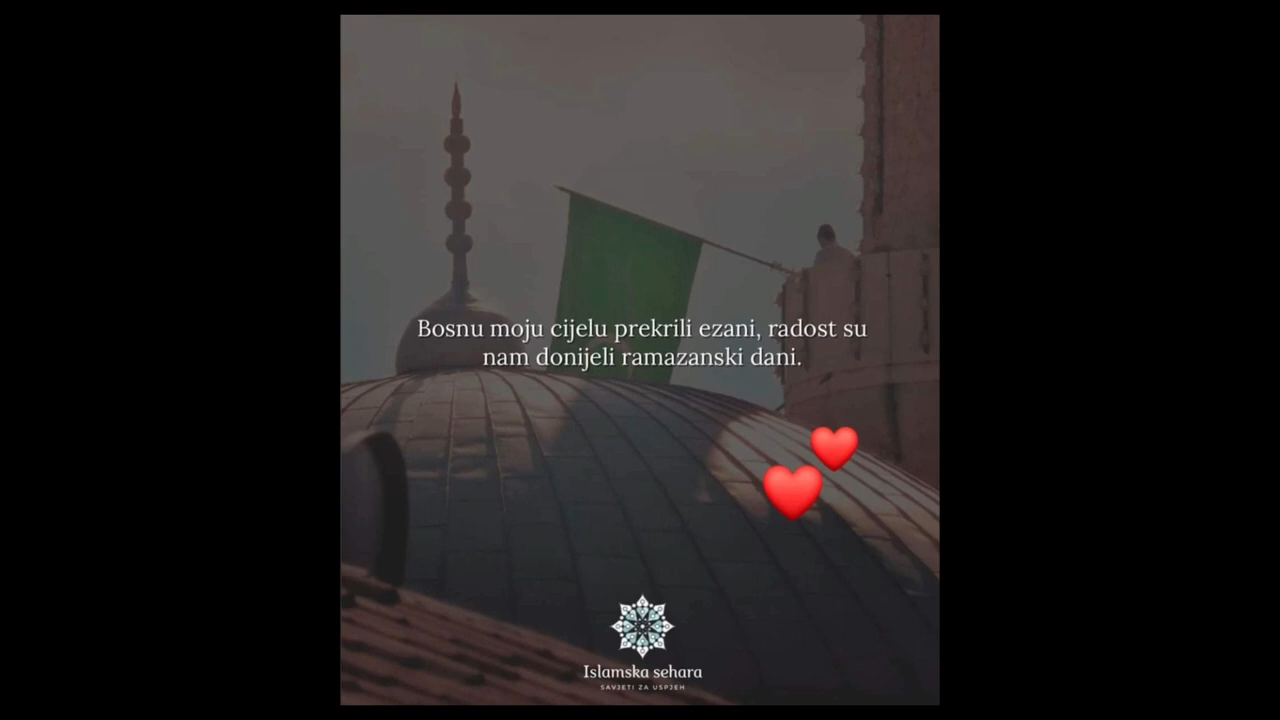 Bosnu moju cijelu prekrili ezani, radost su
nam donijeli ramazanski dani.
Islamska sehara
SAVJETI ZA USPJEH